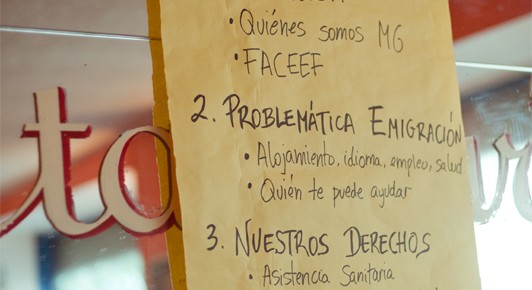 • Quiénes somos MG
• FACEEF
2. PROBLEMÁTICA EMIGRACIÓN
• Alojamiento, idioma, empleo, salud
• Quién te puede ayudar
3. NUESTROS DERECHOS
• Asistencia Sanitaria
to